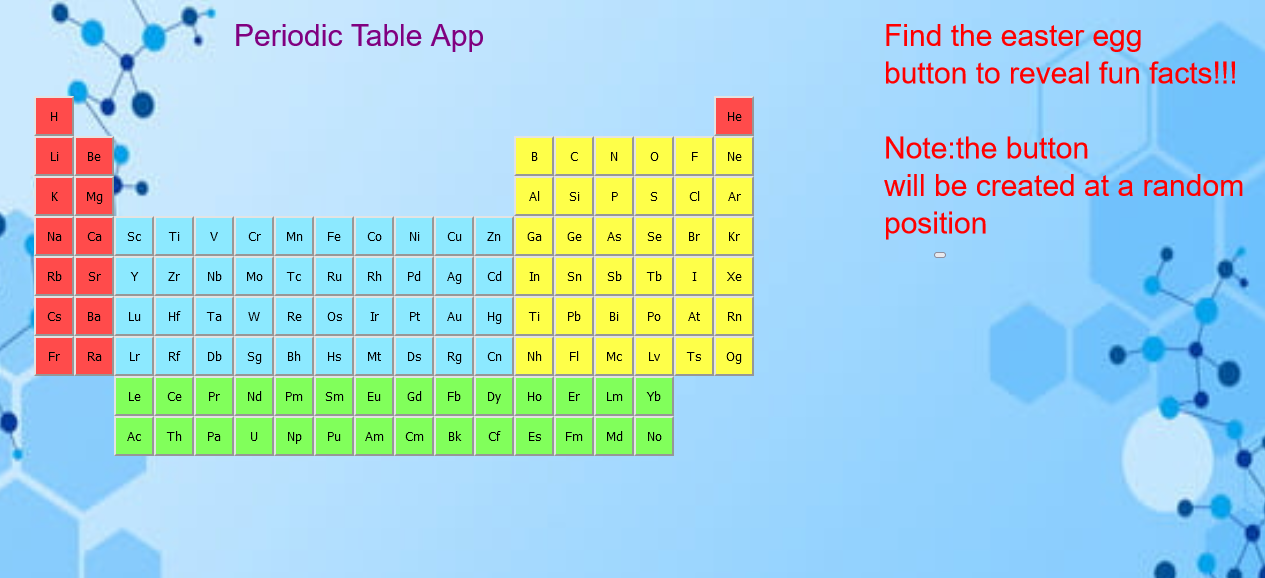 Periodic Table App
Find the easter egg
button to reveal fun facts!!!
Note:the button
will be created at a random
position
H He
Li Be B C N O F Ne
K Mg Al Si P S Cl Ar
Na Ca Sc Ti V Cr Mn Fe Co Ni Cu Zn Ga Ge As Se Br Kr
Rb Sr Y Zr Nb Mo Tc Ru Rh Pd Ag Cd In Sn Sb Tb I Xe
Cs Ba Lu Hf Ta W Re Os Ir Pt Au Hg Ti Pb Bi Po At Rn
Fr Ra Lr Rf Db Sg Bh Hs Mt Ds Rg Cn Nh Fl Mc Lv Ts Og
Le Ce Pr Nd Pm Sm Eu Gd Fb Dy Ho Er Lm Yb
Ac Th Pa U Np Pu Am Cm Bk Cf Es Fm Md No